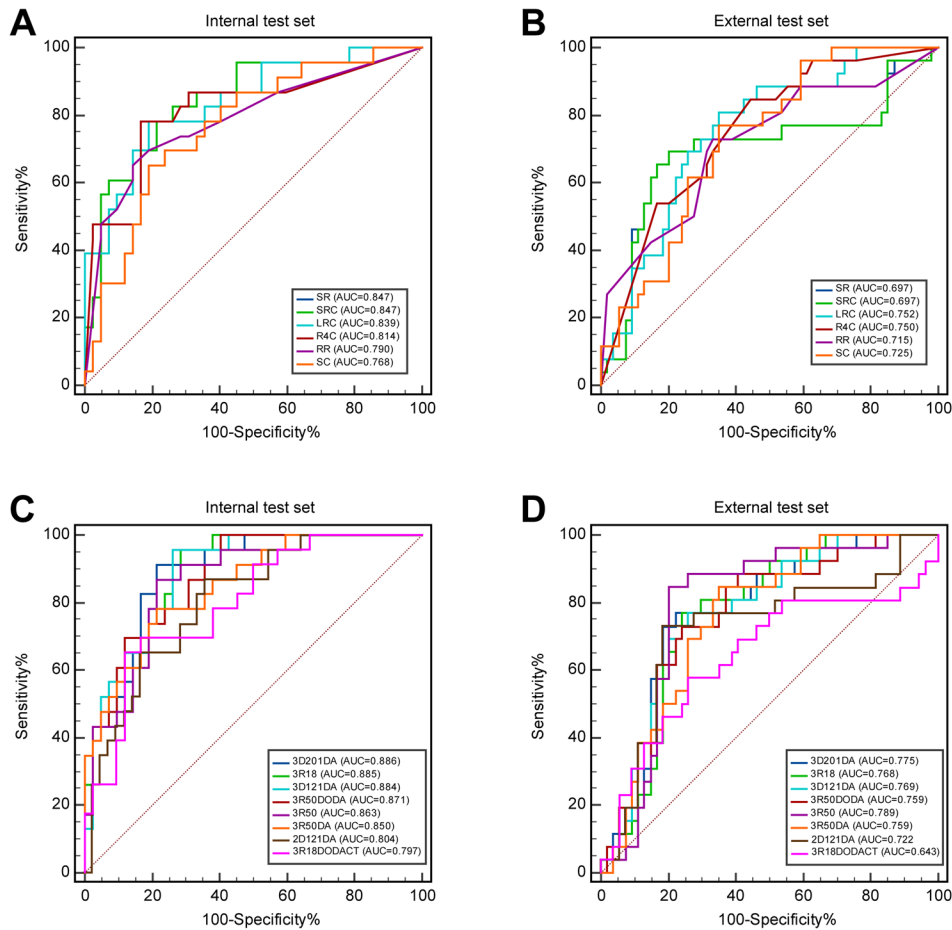 A
Internal test set
100
80
60
40
20
0
Sensitivity%
SR (AUC=0.847)
SRC (AUC=0.847)
LRC (AUC=0.839)
R4C (AUC=0.814)
RR (AUC=0.790)
SC (AUC=0.768)
0 20 40 60 80 100
100-Specificity%
B
External test set
100
80
60
40
20
0
Sensitivity%
SR (AUC=0.697)
SRC (AUC=0.697)
LRC (AUC=0.752)
R4C (AUC=0.750)
RR (AUC=0.715)
SC (AUC=0.725)
0 20 40 60 80 100
100-Specificity%
C
Internal test set
100
80
60
40
20
0
Sensitivity%
3D201DA (AUC=0.886)
3R18 (AUC=0.885)
3D121DA (AUC=0.884)
3R50DODA (AUC=0.871)
3R50 (AUC=0.863)
3R50DA (AUC=0.850)
2D121DA (AUC=0.804)
3R18DODACT (AUC=0.797)
0 20 40 60 80 100
100-Specificity%
D
External test set
100
80
60
40
20
0
Sensitivity%
3D201DA (AUC=0.775)
3R18 (AUC=0.768)
3D121DA (AUC=0.769)
3R50DODA (AUC=0.759)
3R50 (AUC=0.789)
3R50DA (AUC=0.759)
2D121DA (AUC=0.722
3R18DODACT (AUC=0.643)
0 20 40 60 80 100
100-Specificity%